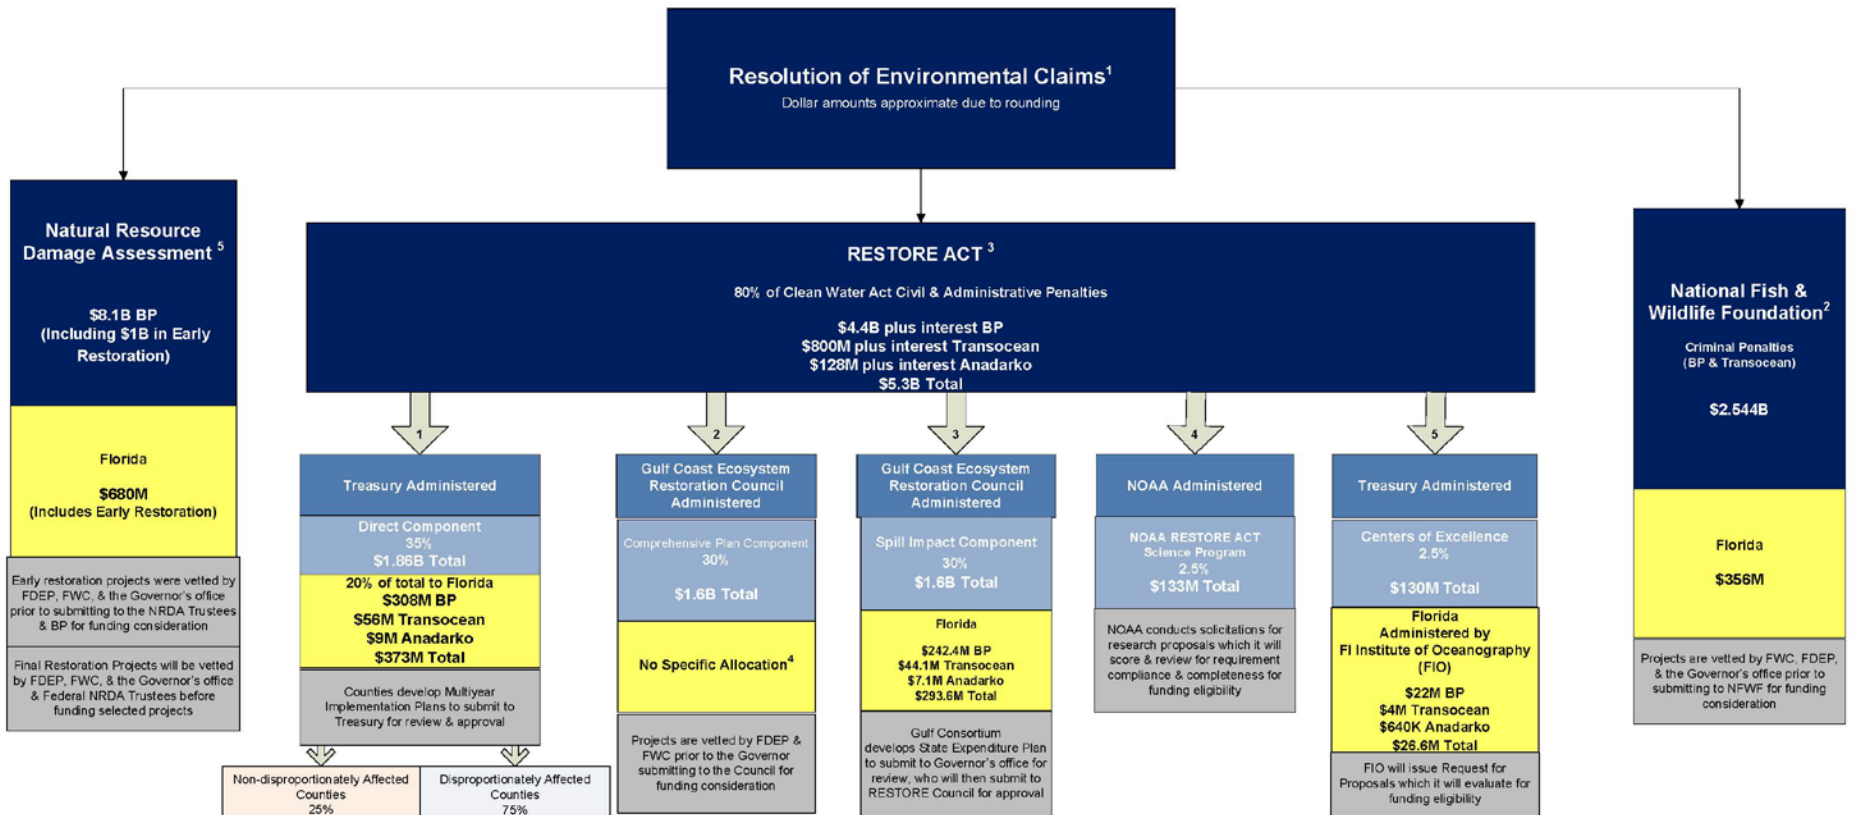 Resolution of Environmental Claims1
Dollar amounts approximate due to rounding
Natural Resource
Damage Assessment 5
$8.1B BP
(Including $1B in Early
Restoration)
Florida
$680M
(Includes Early Restoration)
Early restoration projects were vetted by
FDEP, FWC, & the Governor's office
prior to submitting to the NRDA Trustees
& BP for funding consideration
Final Restoration Projects will be vetted
by FDEP, FWC, & the Governor's office
& Federal NRDA Trustees before
funding selected projects
RESTORE ACT 3
80% of Clean Water Act Civil & Administrative Penalties
$4.4B plus interest BP
$800M plus interest Transocean
$128M plus interest Anadarko
$5.3B Total
1
Treasury Administered
Direct Component
35%
$1.86B Total
20% of total to Florida
$308M BP
$56M Transocean
$9M Anadarko
$373M Total
Counties develop Multiyear
Implementation Plans to submit to
Treasury for review & approval
Non-disproportionately Affected
Counties
25%
Disproportionately Affected
Counties
75%
2
Gulf Coast Ecosystem
Restoration Council
Administered
Comprehensive Plan Component
30%
$1.6B Total
No Specific Allocation4
Projects are vetted by FDEP &
FWC prior to the Governor
submitting to the Council for
funding consideration
3
Gulf Coast Ecosystem
Restoration Council
Administered
Spill Impact Component
30%
$1.6B Total
Florida
$242.4M BP
$44.1M Transocean
$7.1M Anadarko
$293.6M Total
Gulf Consortium
develops State Expenditure Plan
to submit to Governor's office for
review, who will then submit to
RESTORE Council for approval
4
NOAA Administered
NOAA RESTORE ACT
Science Program
2.5%
$133M Total
NOAA conducts solicitations for
research proposals which it will
score & review for requirement
compliance & completeness for
funding eligibility
5
Treasury Administered
Centers of Excellence
2.5%
$130M Total
Florida
Administered by
FI Institute of Oceanography
(FIO)
$22M BP
$4M Transocean
$640K Anadarko
$26.6M Total
FIO will issue Request for
Proposals which it will evaluate for
funding eligibility
National Fish &
Wildlife Foundation2
Criminal Penalties
(BP & Transocean)
$2.544B
Florida
$356M
Projects are vetted by FWC, FDEP,
& the Governor's office prior to
submitting to NFWF for funding
consideration